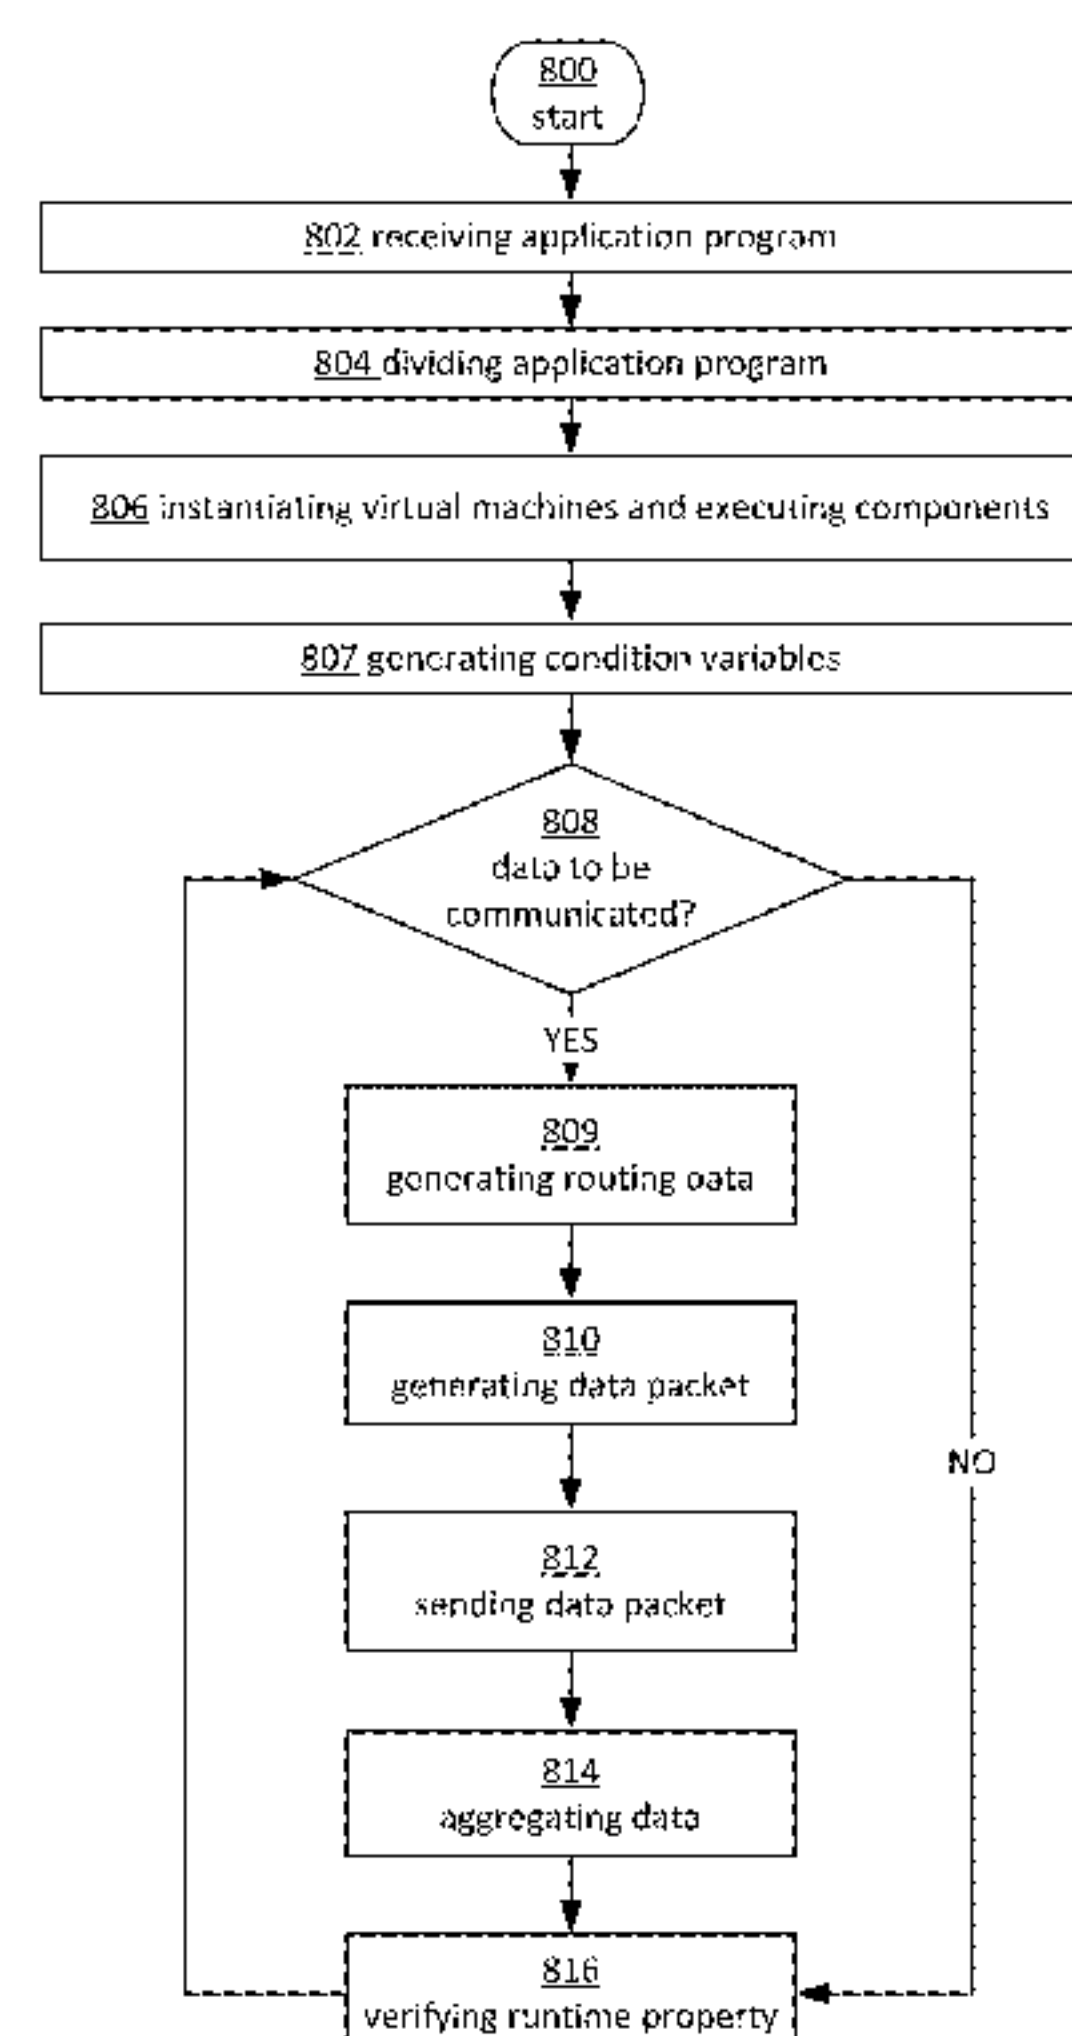 800
start
802 receiving application program
804 dividing application program
806 instantiating virtual machines and executing components
807 generating condition variables
808
data to be
communicated?
YES
809
generating routing data
810
generating data packet
NO
812
sending data packet
814
aggregating data
816
verifying runtime property